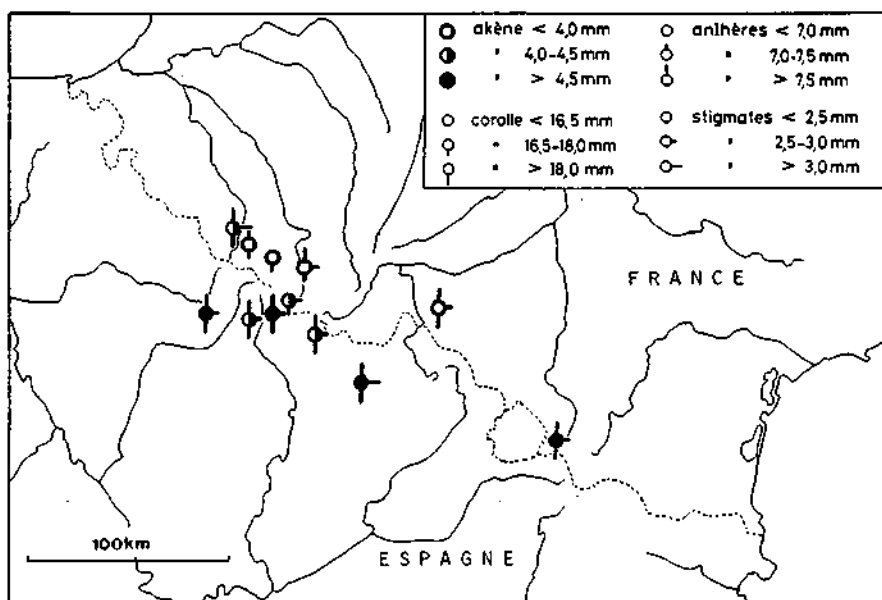 akène < 4,0 mm
" 4,0-4,5 mm
" > 4,5 mm
corolle < 16,5 mm
" 16,5-18,0 mm
" > 18,0 mm
anthères < 7,0 mm
" 7,0-7,5 mm
" > 7,5 mm
stigmates < 2,5 mm
" 2,5-3,0 mm
" > 3,0 mm
FRANCE
100km
ESPAGNE